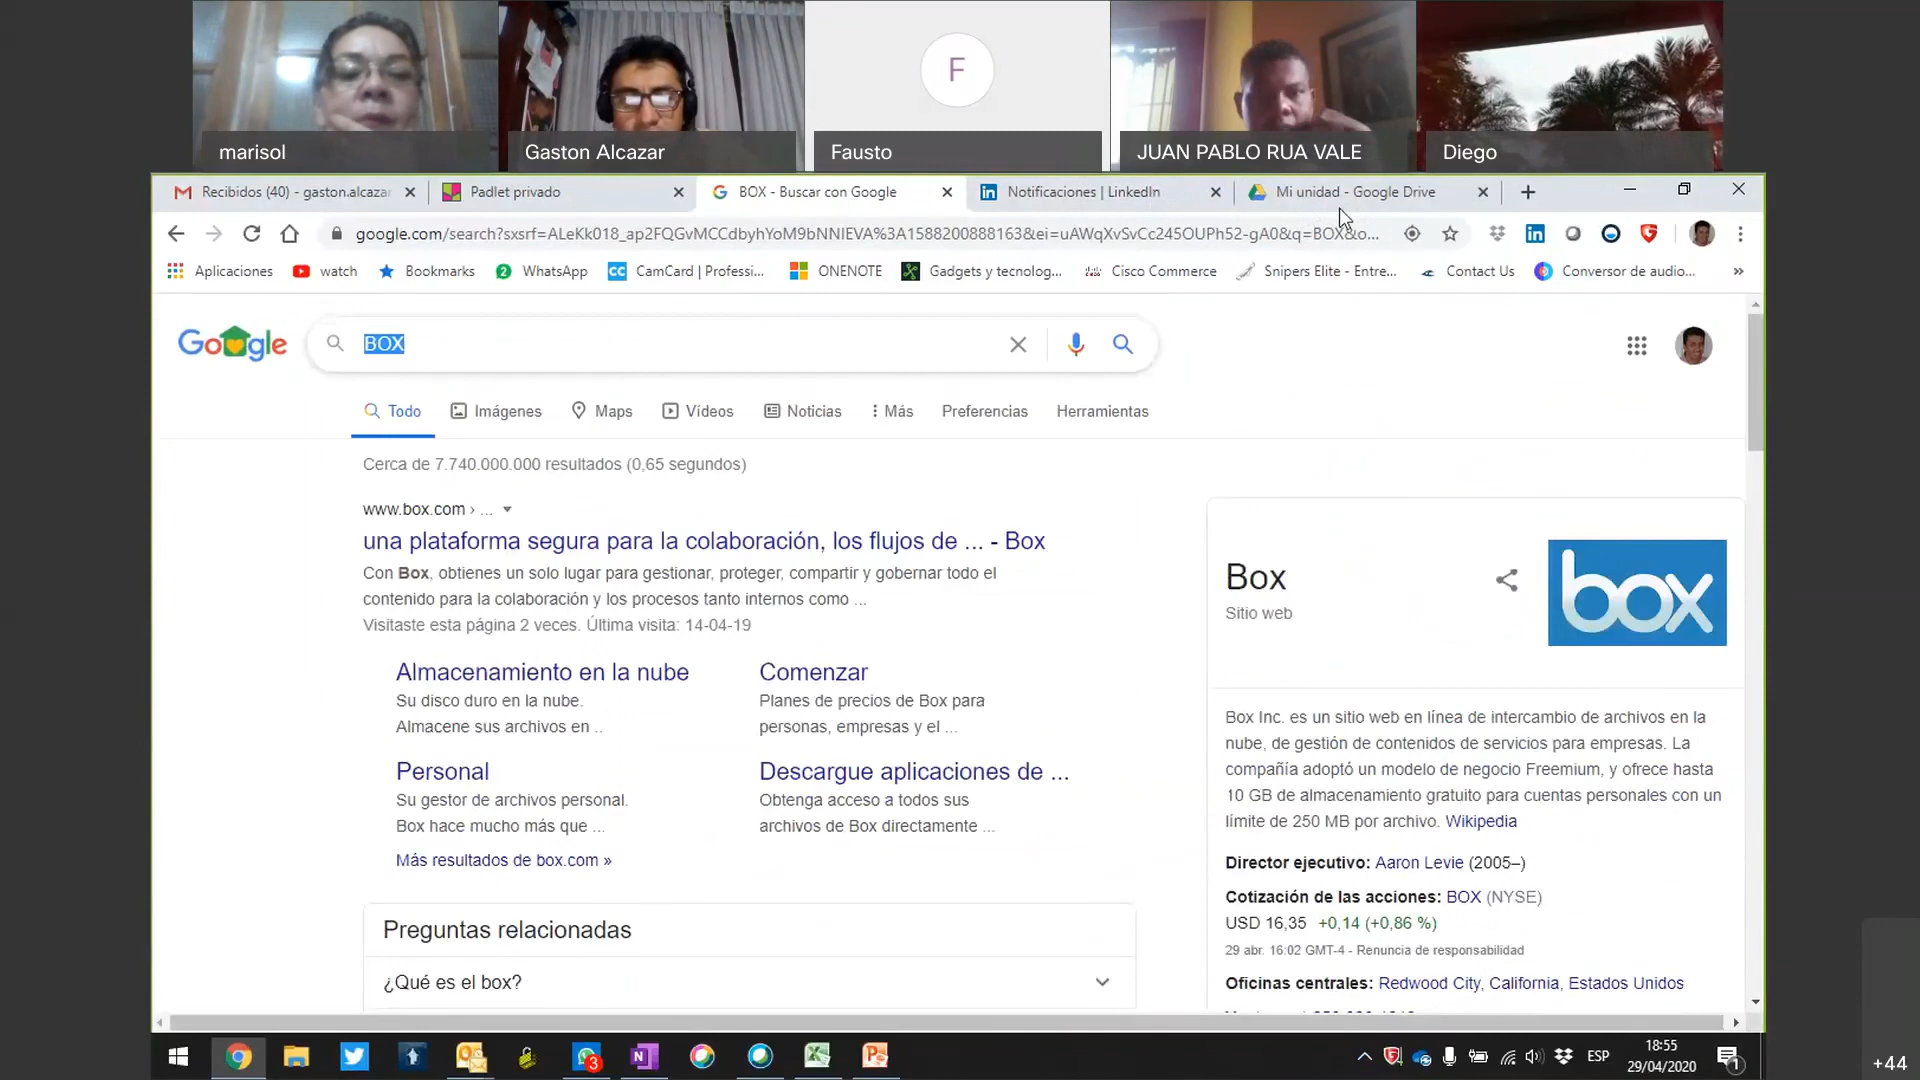 F
marisol
Gaston Alcazar
Fausto
JUAN PABLO RUA VALE
Diego
Recibidos (40) - gaston.alcaza
Padlet privado
BOX - Buscar con Google
Notificaciones | LinkedIn
Mi unidad - Google Drive
google.com/search?sxsrf=ALeKk018_ap2FQGvMCCdbyhYoM9bNNIEVA%3A1588200888163&ei=uAWqXvSvCc245OUPh52-gA0&q=BOX&o...
Aplicaciones
watch
Bookmarks
2
WhatsApp
CC
CamCard | Professi...
ONENOTE
Gadgets y tecnolog...
Cisco Commerce
Snipers Elite - Entre...
Contact Us
Conversor de audio...
»
Google
BOX
Todo
Imágenes
Maps
Vídeos
Noticias
Más
Preferencias
Herramientas
Cerca de 7.740.000.000 resultados (0,65 segundos)
www.box.com › ...
una plataforma segura para la colaboración, los flujos de ... - Box
Con Box, obtienes un solo lugar para gestionar, proteger, compartir y gobernar todo el
contenido para la colaboración y los procesos tanto internos como ...
Visitaste esta página 2 veces. Última visita: 14-04-19
Almacenamiento en la nube
Su disco duro en la nube.
Almacene sus archivos en ..
Comenzar
Planes de precios de Box para
personas, empresas y el ...
Personal
Su gestor de archivos personal.
Box hace mucho más que ...
Descargue aplicaciones de ...
Obtenga acceso a todos sus
archivos de Box directamente ...
Más resultados de box.com »
Preguntas relacionadas
¿Qué es el box?
Box
Sitio web
box
Box Inc. es un sitio web en línea de intercambio de archivos en la
nube, de gestión de contenidos de servicios para empresas. La
compañía adoptó un modelo de negocio Freemium, y ofrece hasta
10 GB de almacenamiento gratuito para cuentas personales con un
límite de 250 MB por archivo. Wikipedia
Director ejecutivo: Aaron Levie (2005–)
Cotización de las acciones: BOX (NYSE)
USD 16,35 +0,14 (+0,86 %)
29 abr. 16:02 GMT-4 - Renuncia de responsabilidad
Oficinas centrales: Redwood City, California, Estados Unidos
3
ESP
18:55
29/04/2020
1
+44